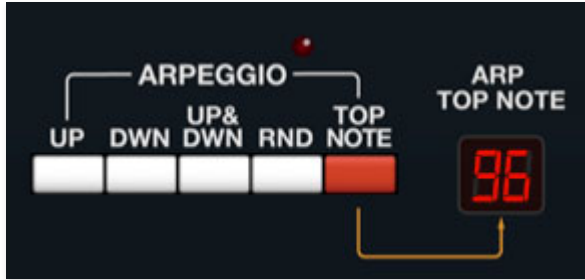 ARPEGGIO
UP DWN UP& DWN RND TOP NOTE
ARP
TOP NOTE
96